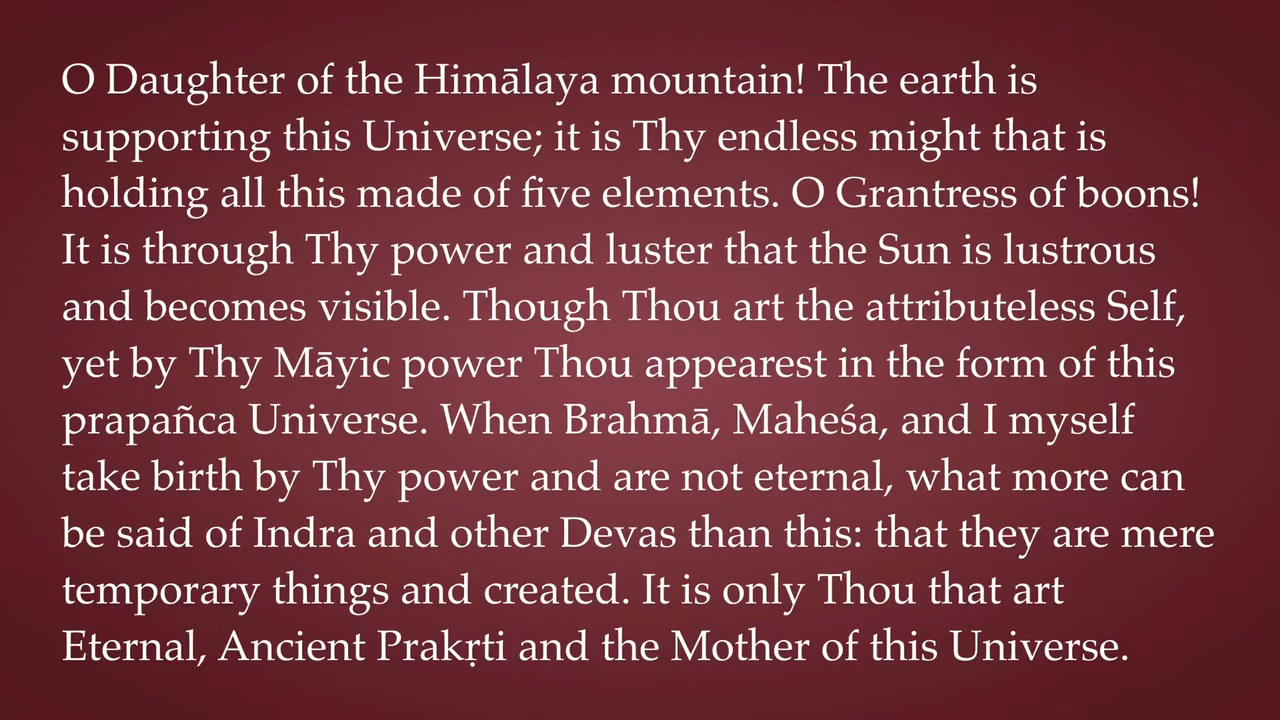 O Daughter of the Himālaya mountain! The earth is
supporting this Universe; it is Thy endless might that is
holding all this made of five elements. O Grantress of boons!
It is through Thy power and luster that the Sun is lustrous
and becomes visible. Though Thou art the attributeless Self,
yet by Thy Māyic power Thou appearest in the form of this
prapañca Universe. When Brahmā, Maheśa, and I myself
take birth by Thy power and are not eternal, what more can
be said of Indra and other Devas than this: that they are mere
temporary things and created. It is only Thou that art
Eternal, Ancient Prakṛti and the Mother of this Universe.